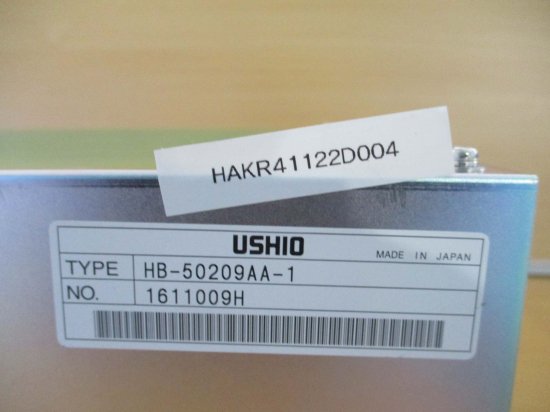 HAKR41122D004
USHIO
MADE IN JAPAN
TYPE HB-50209AA-1
NO. 1611009H